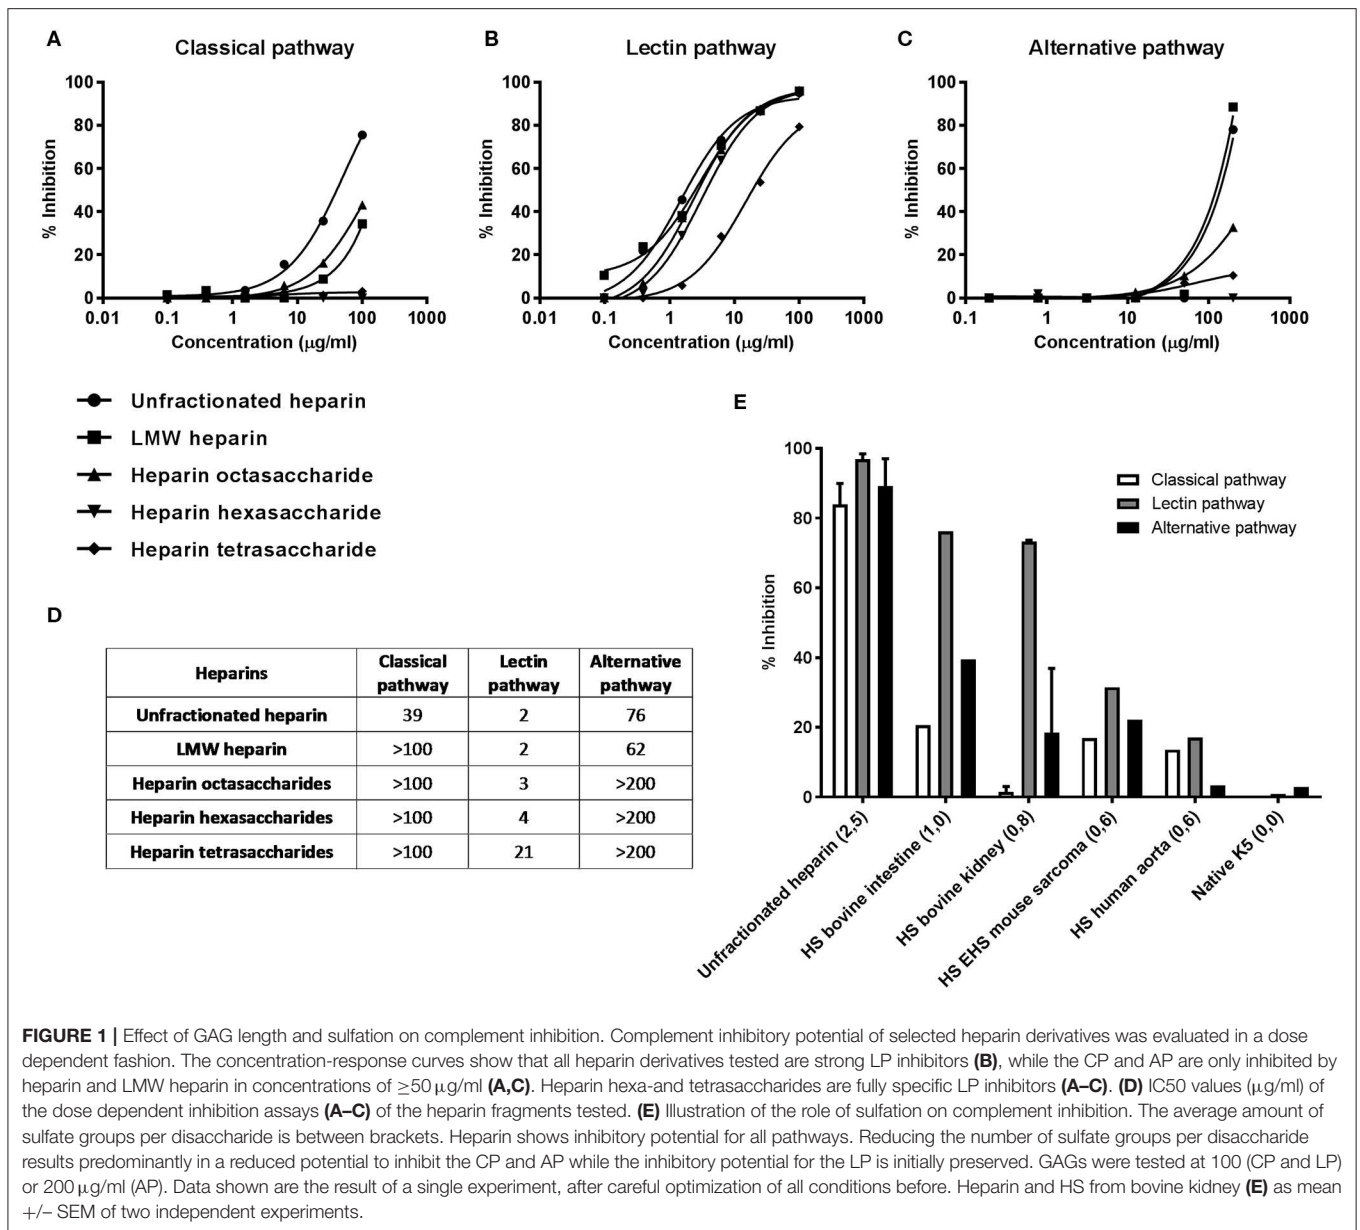 A
Classical pathway
% Inhibition
100
80
60
40
20
0
0.01 0.1 1 10 100 1000
Concentration (µg/ml)
B
Lectin pathway
% Inhibition
100
80
60
40
20
0
0.01 0.1 1 10 100 1000
Concentration (µg/ml)
C
Alternative pathway
% Inhibition
100
80
60
40
20
0
0.1 1 10 100 1000
Concentration (µg/ml)
Unfractionated heparin
LMW heparin
Heparin octasaccharide
Heparin hexasaccharide
Heparin tetrasaccharide
D
Heparins Classical pathway Lectin pathway Alternative pathway
Unfractionated heparin 39 2 76
LMW heparin >100 2 62
Heparin octasaccharides >100 3 >200
Heparin hexasaccharides >100 4 >200
Heparin tetrasaccharides >100 21 >200
E
% Inhibition
100
80
60
40
20
0
Classical pathway
Lectin pathway
Alternative pathway
Unfractionated heparin (2,5)
HS bovine intestine (1,0)
HS bovine kidney (0,8)
HS EHS mouse sarcoma (0,6)
HS human aorta (0,6)
Native K5 (0,0)
FIGURE 1 | Effect of GAG length and sulfation on complement inhibition. Complement inhibitory potential of selected heparin derivatives was evaluated in a dose
dependent fashion. The concentration-response curves show that all heparin derivatives tested are strong LP inhibitors (B), while the CP and AP are only inhibited by
heparin and LMW heparin in concentrations of ≥50 µg/ml (A,C). Heparin hexa-and tetrasaccharides are fully specific LP inhibitors (A–C). (D) IC50 values (µg/ml) of
the dose dependent inhibition assays (A–C) of the heparin fragments tested. (E) Illustration of the role of sulfation on complement inhibition. The average amount of
sulfate groups per disaccharide is between brackets. Heparin shows inhibitory potential for all pathways. Reducing the number of sulfate groups per disaccharide
results predominantly in a reduced potential to inhibit the CP and AP while the inhibitory potential for the LP is initially preserved. GAGs were tested at 100 (CP and LP)
or 200 µg/ml (AP). Data shown are the result of a single experiment, after careful optimization of all conditions before. Heparin and HS from bovine kidney (E) as mean
+/– SEM of two independent experiments.